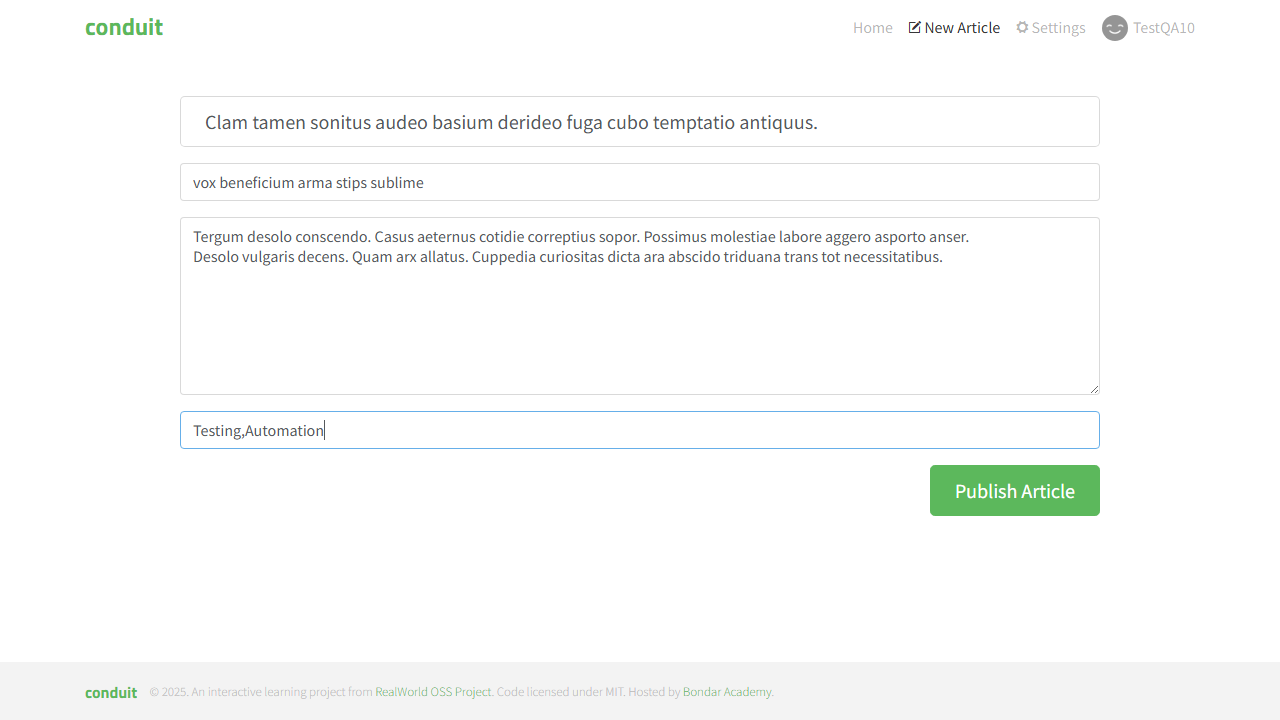 conduit
Home New Article Settings TestQA10
Clam tamen sonitus audeo basium derideo fuga cubo temptatio antiquus.
vox beneficium arma stips sublime
Tergum desolo conscendo. Casus aeternus cotidie correptius sopor. Possimus molestiae labore aggero asporto anser.
Desolo vulgaris decens. Quam arx allatus. Cuppedia curiositas dicta ara abscido triduana trans tot necessitatibus.
Testing,Automation
Publish Article
conduit © 2025. An interactive learning project from RealWorld OSS Project. Code licensed under MIT. Hosted by Bondar Academy.